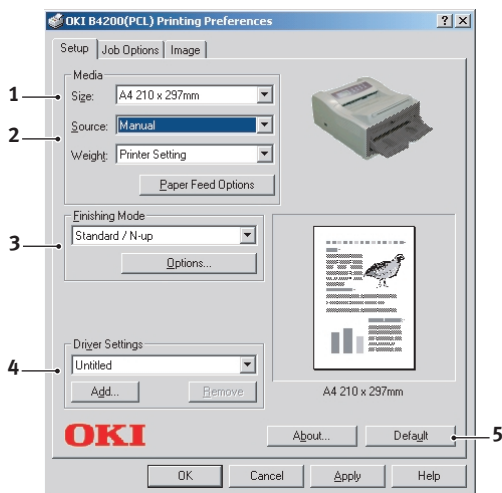 OKI B4200(PCL) Printing Preferences
Setup
Job Options
Image
Media
1
Size:
A4 210 x 297mm
2
Source:
Manual
Weight:
Printer Setting
Paper Feed Options
Finishing Mode
3
Standard / N-up
Options...
Driver Settings
4
Untitled
Add...
Remove
A4 210 x 297mm
OKI
About...
Default
5
OK
Cancel
Apply
Help